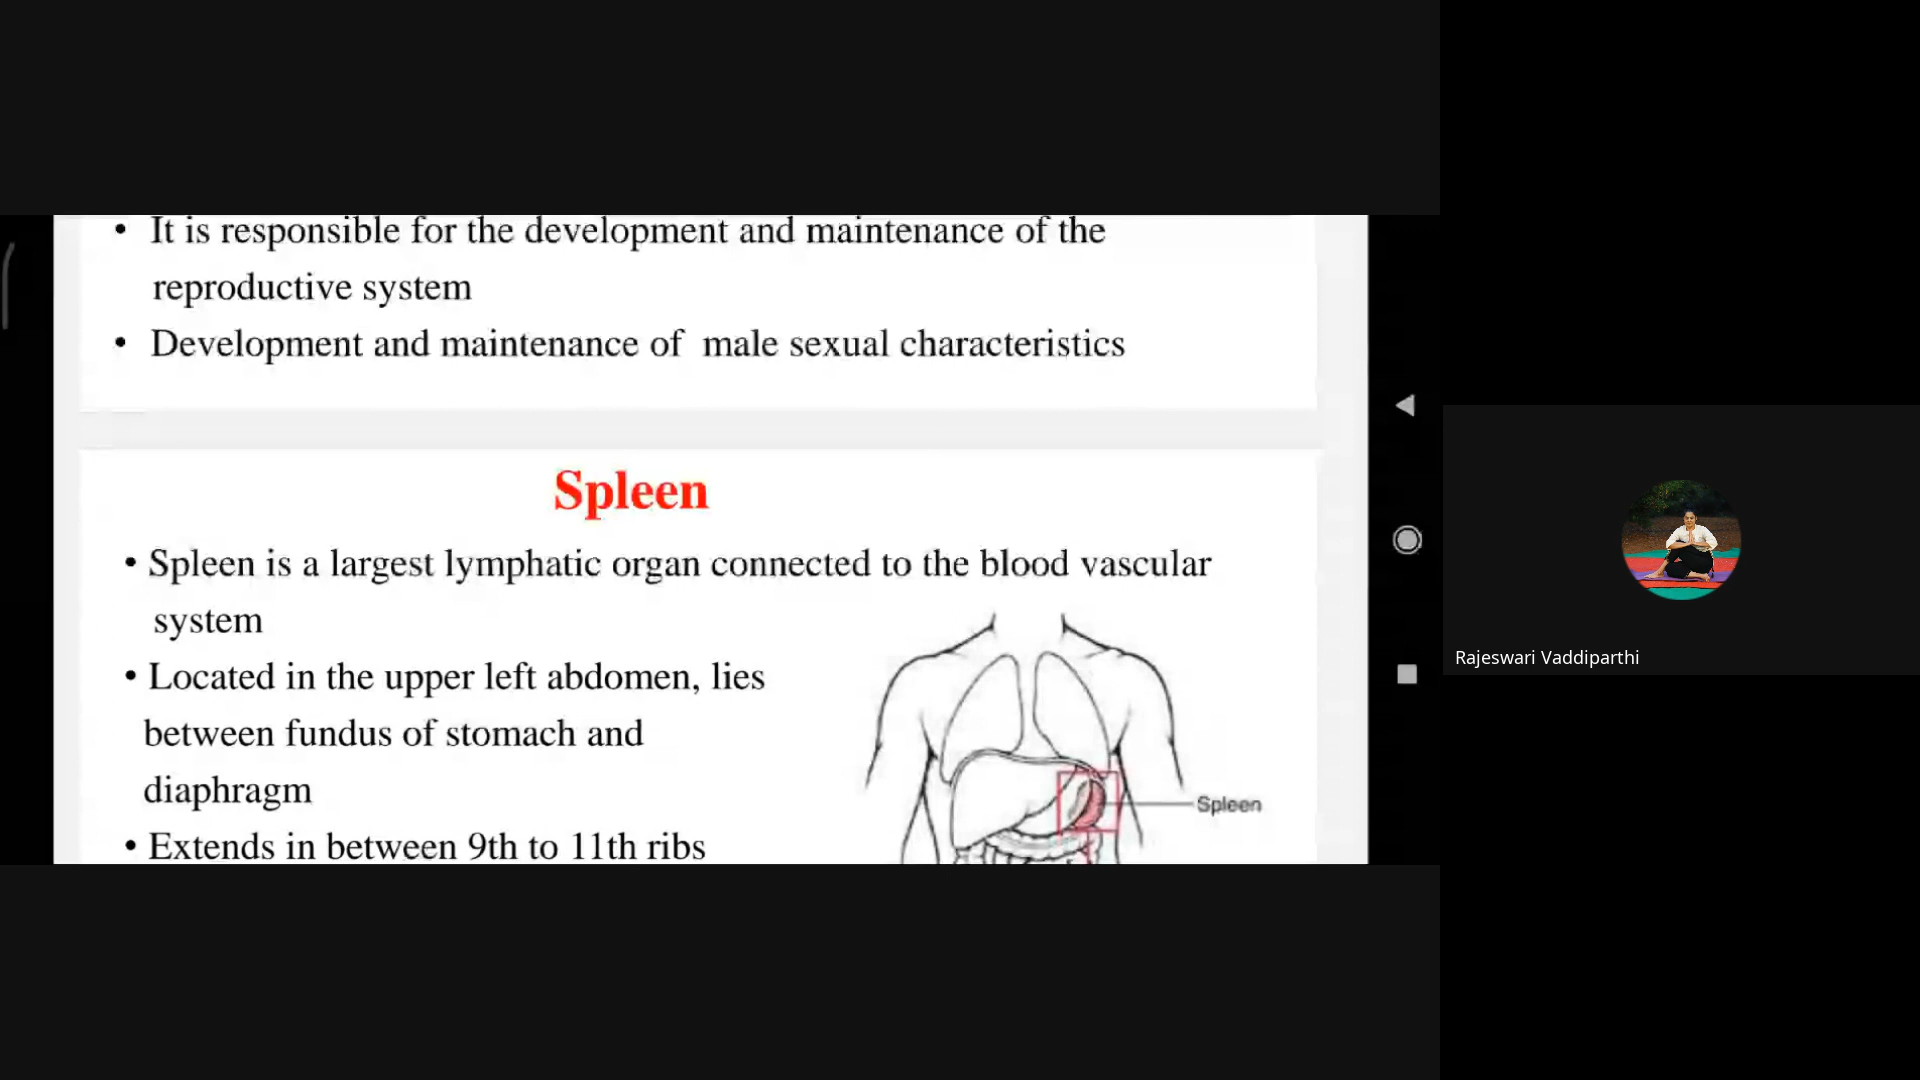 • It is responsible for the development and maintenance of the
reproductive system
• Development and maintenance of male sexual characteristics
Spleen
• Spleen is a largest lymphatic organ connected to the blood vascular
system
• Located in the upper left abdomen, lies
between fundus of stomach and
diaphragm
• Extends in between 9th to 11th ribs
Spleen
Rajeswari Vaddiparthi